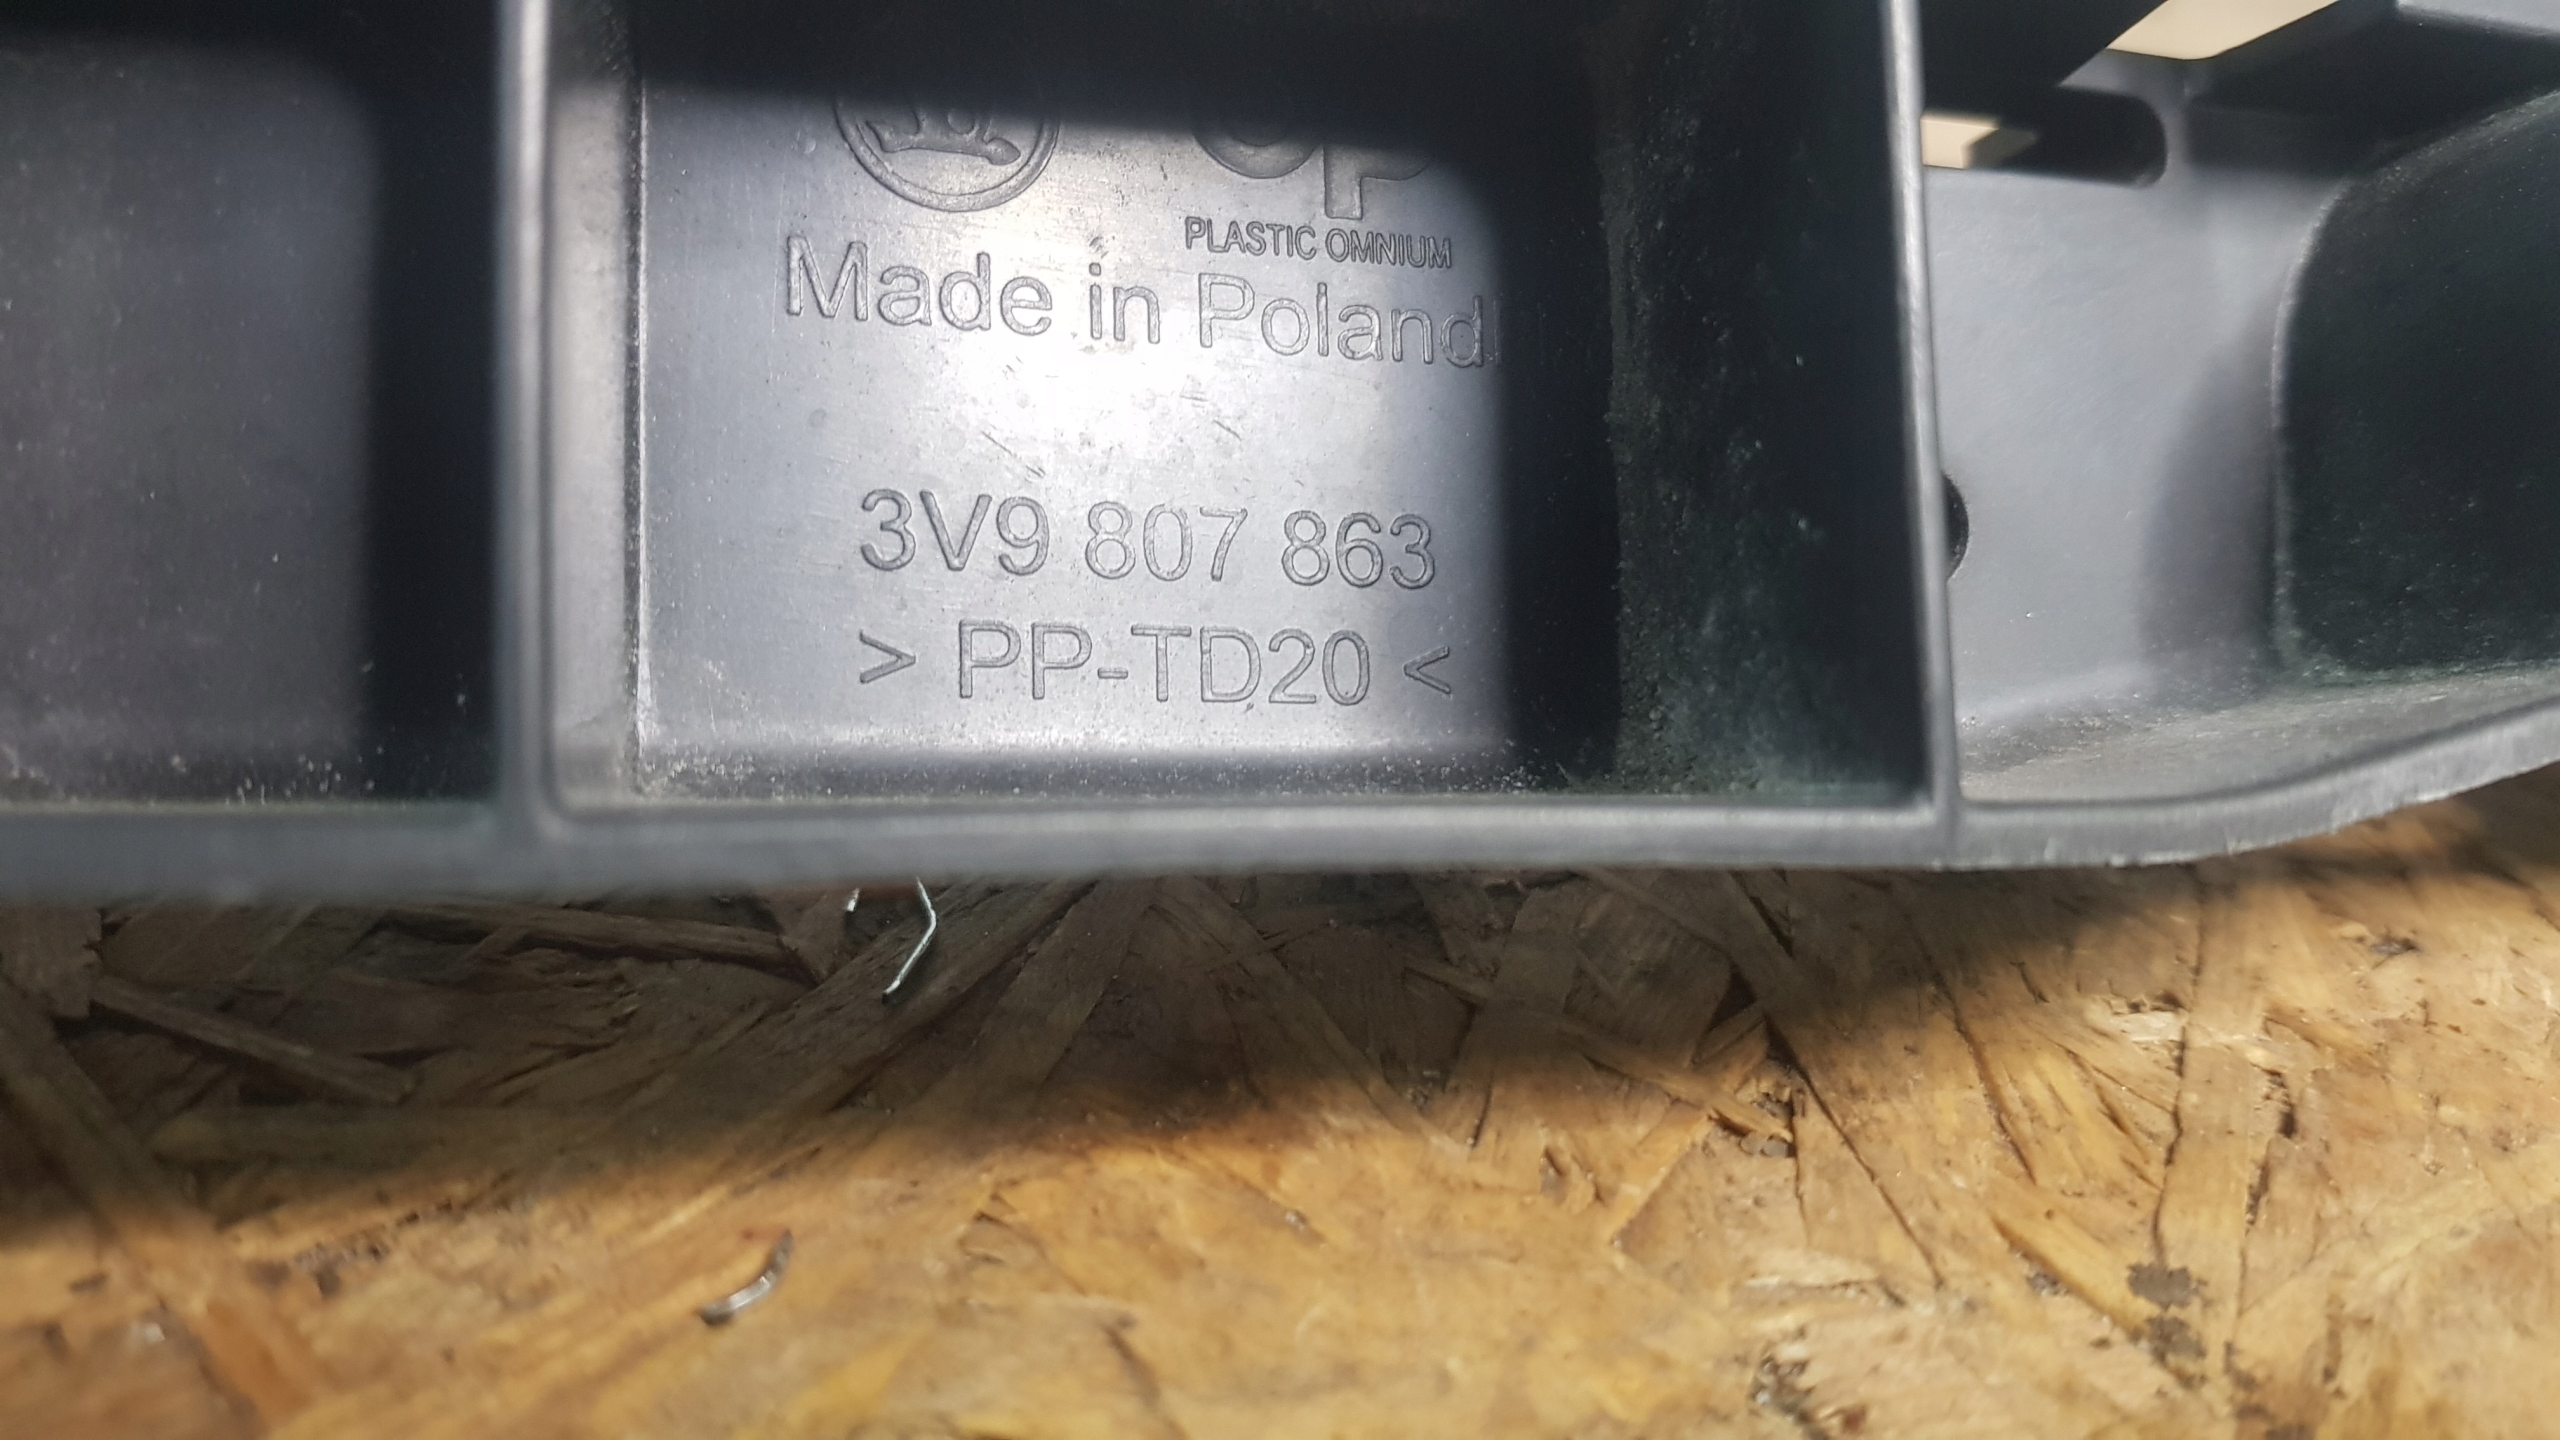 PLASTIC OMNIUM
Made in Poland
3V9 807 863
> PP-TD20 <